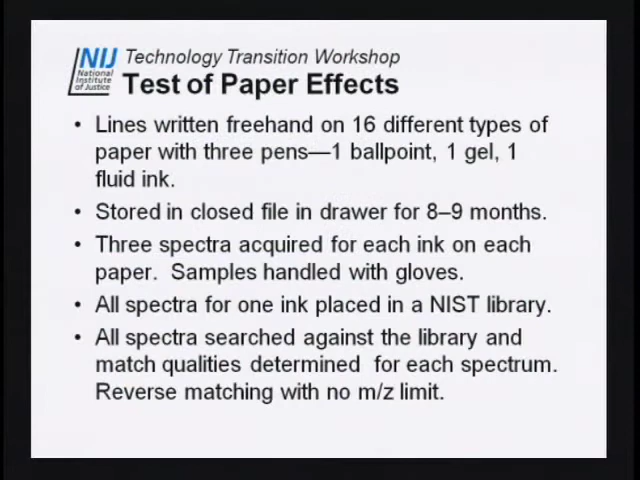 NIJ
National
Institute
of Justice
Technology Transition Workshop
Test of Paper Effects
• Lines written freehand on 16 different types of
paper with three pens—1 ballpoint, 1 gel, 1
fluid ink.
• Stored in closed file in drawer for 8–9 months.
• Three spectra acquired for each ink on each
paper.  Samples handled with gloves.
• All spectra for one ink placed in a NIST library.
• All spectra searched against the library and
match qualities determined  for each spectrum.
Reverse matching with no m/z limit.